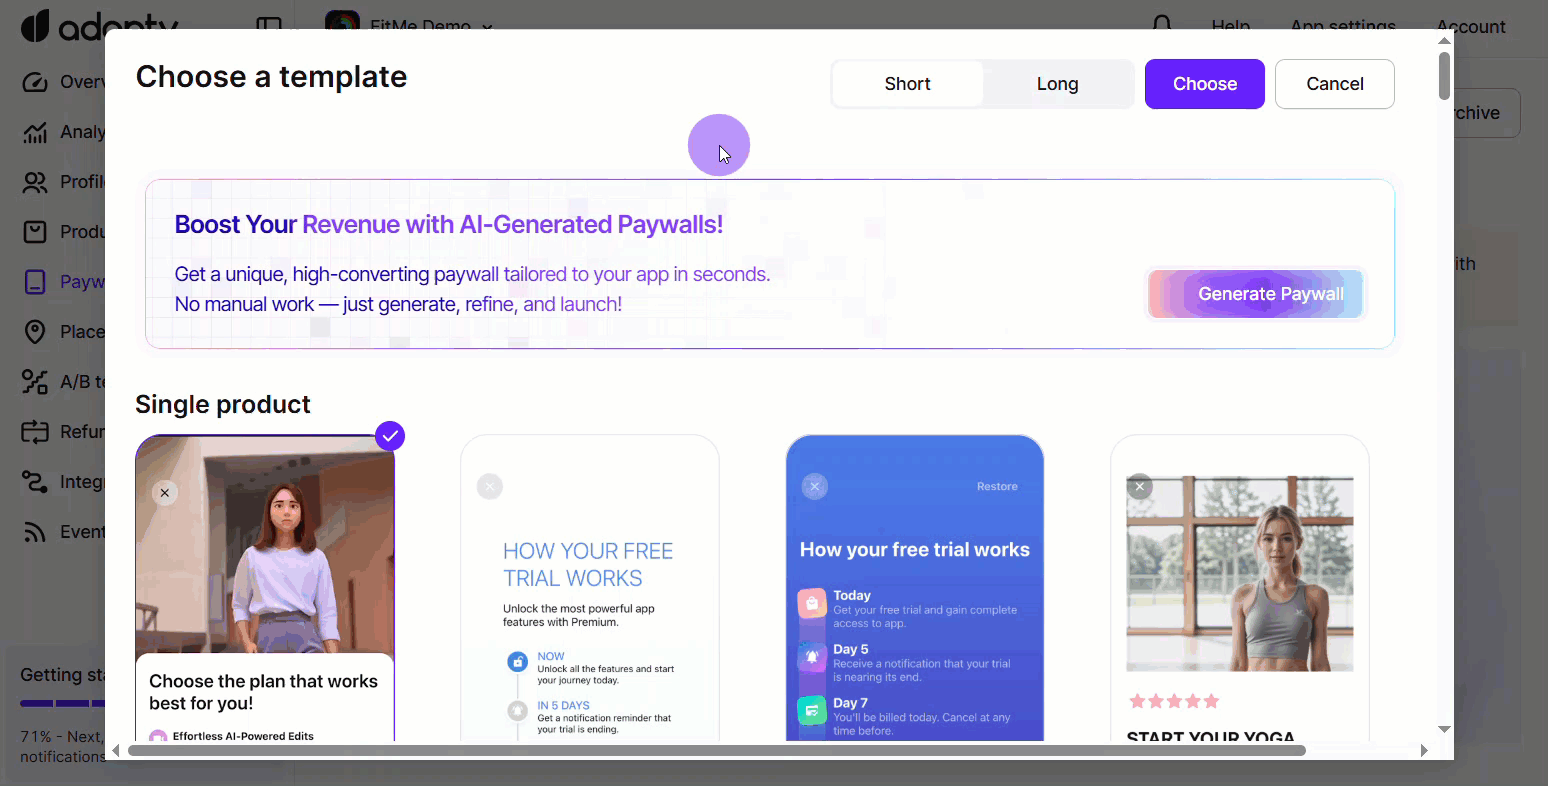 adapty
FitMe Demo
Help
App settings
Account
Choose a template
Short
Long
Choose
Cancel
Boost Your Revenue with AI-Generated Paywalls!
Get a unique, high-converting paywall tailored to your app in seconds.
No manual work — just generate, refine, and launch!
Generate Paywall
Single product
Choose the plan that works
best for you!
Effortless AI-Powered Edits
HOW YOUR FREE
TRIAL WORKS
Unlock the most powerful app
features with Premium.
NOW
Unlock all the features and start
your journey today.
IN 5 DAYS
Get a notification reminder that
your trial is ending.
Restore
How your free trial works
Today
Get your free trial and gain complete
access to app.
Day 5
Receive a notification that your trial
is nearing its end.
Day 7
You'll be billed today. Cancel at any
time before.
START YOUR YOGA
Getting sta
71% - Next,
notifications
Overv
Analy
Profile
Produ
Payw
Place
A/B te
Refun
Integr
Event
rchive
ith